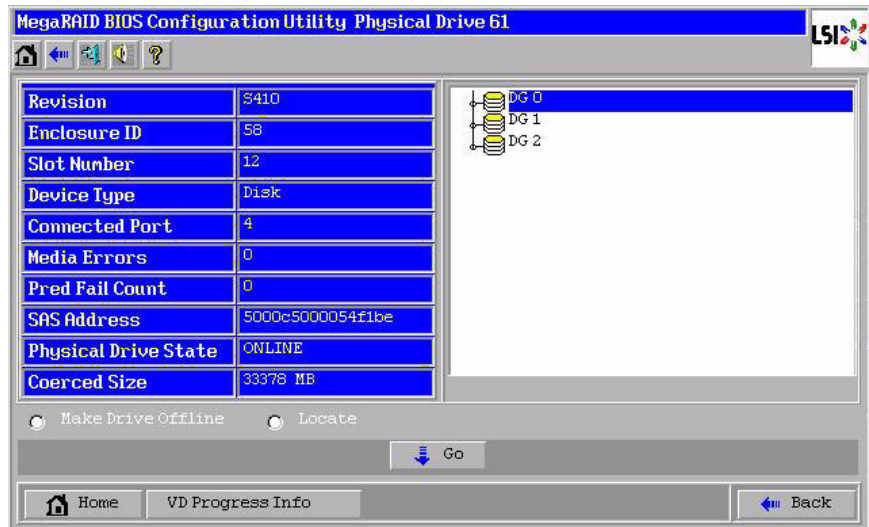 MegaRAID BIOS Configuration Utility Physical Drive 61
LSI
Revision S410
Enclosure ID 58
Slot Number 12
Device Type Disk
Connected Port 4
Media Errors 0
Pred Fail Count 0
SAS Address 5000c5000054f1be
Physical Drive State ONLINE
Coerced Size 33378 MB
DG 0
DG 1
DG 2
Make Drive Offline Locate
Go
Home VD Progress Info Back